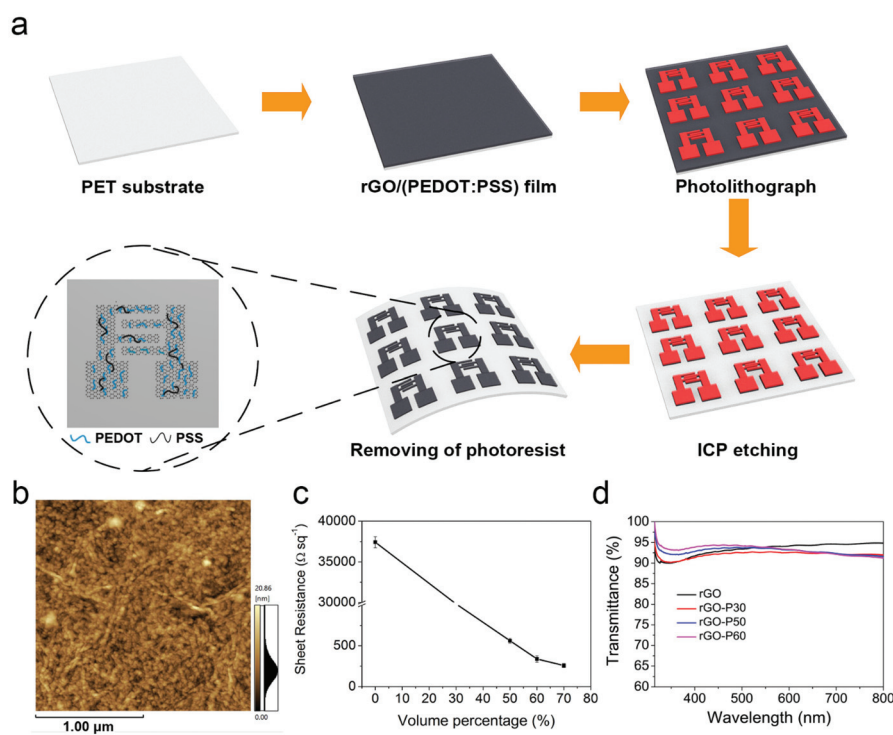 a
PET substrate
rGO/(PEDOT:PSS) film
Photolithograph
PEDOT PSS
Removing of photoresist
ICP etching
b
20.86
[nm]
0.00
1.00 µm
c
Sheet Resistance (Ω sq⁻¹)
40000
37500
35000
32500
30000
500
250
0
0 10 20 30 40 50 60 70 80
Volume percentage (%)
d
Transmittance (%)
100
95
90
85
80
75
70
65
60
rGO
rGO-P30
rGO-P50
rGO-P60
400 500 600 700 800
Wavelength (nm)